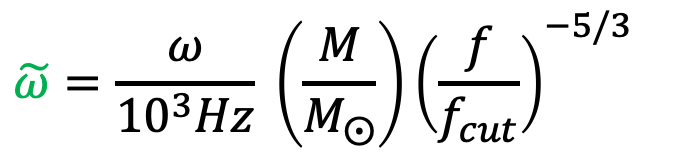 ω̃ = ω/10³Hz (M/M⊙) (f/f_cut)^−5/3